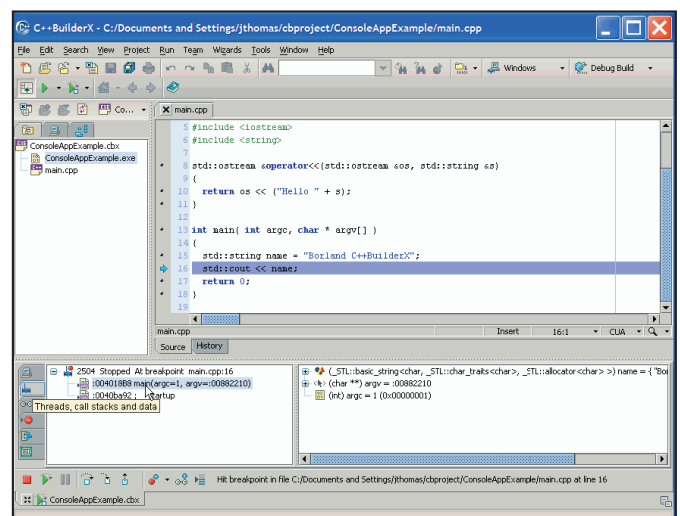 C++BuilderX - C:/Documents and Settings/jthomas/cbproject/ConsoleAppExample/main.cpp
File Edit Search View Project Run Team Wizards Tools Window Help
Windows Debug Build
Co... main.cpp
ConsoleAppExample.cbx
ConsoleAppExample.exe
main.cpp
5 #include <iostream>
6 #include <string>
7
8 std::ostream &operator<<(std::ostream &os, std::string &s)
9 {
10 return os << ("Hello " + s);
11 }
12
13 int main( int argc, char * argv[] )
14 {
15 std::string name = "Borland C++BuilderX";
16 std::cout << name;
17 return 0;
18 }
19
main.cpp Insert 16:1 CUA
Source History
2504 Stopped At breakpoint main.cpp:16
:004018B8 main(argc=1, argv=:00882210)
:0040ba92 ; startup
Threads, call stacks and data
(_STL::basic_string<char, _STL::char_traits<char>, _STL::allocator<char> >) name = {"Bor
(char **) argv = :00882210
(int) argc = 1 (0x00000001)
Hit breakpoint in file C:/Documents and Settings/jthomas/cbproject/ConsoleAppExample/main.cpp at line 16
ConsoleAppExample.cbx